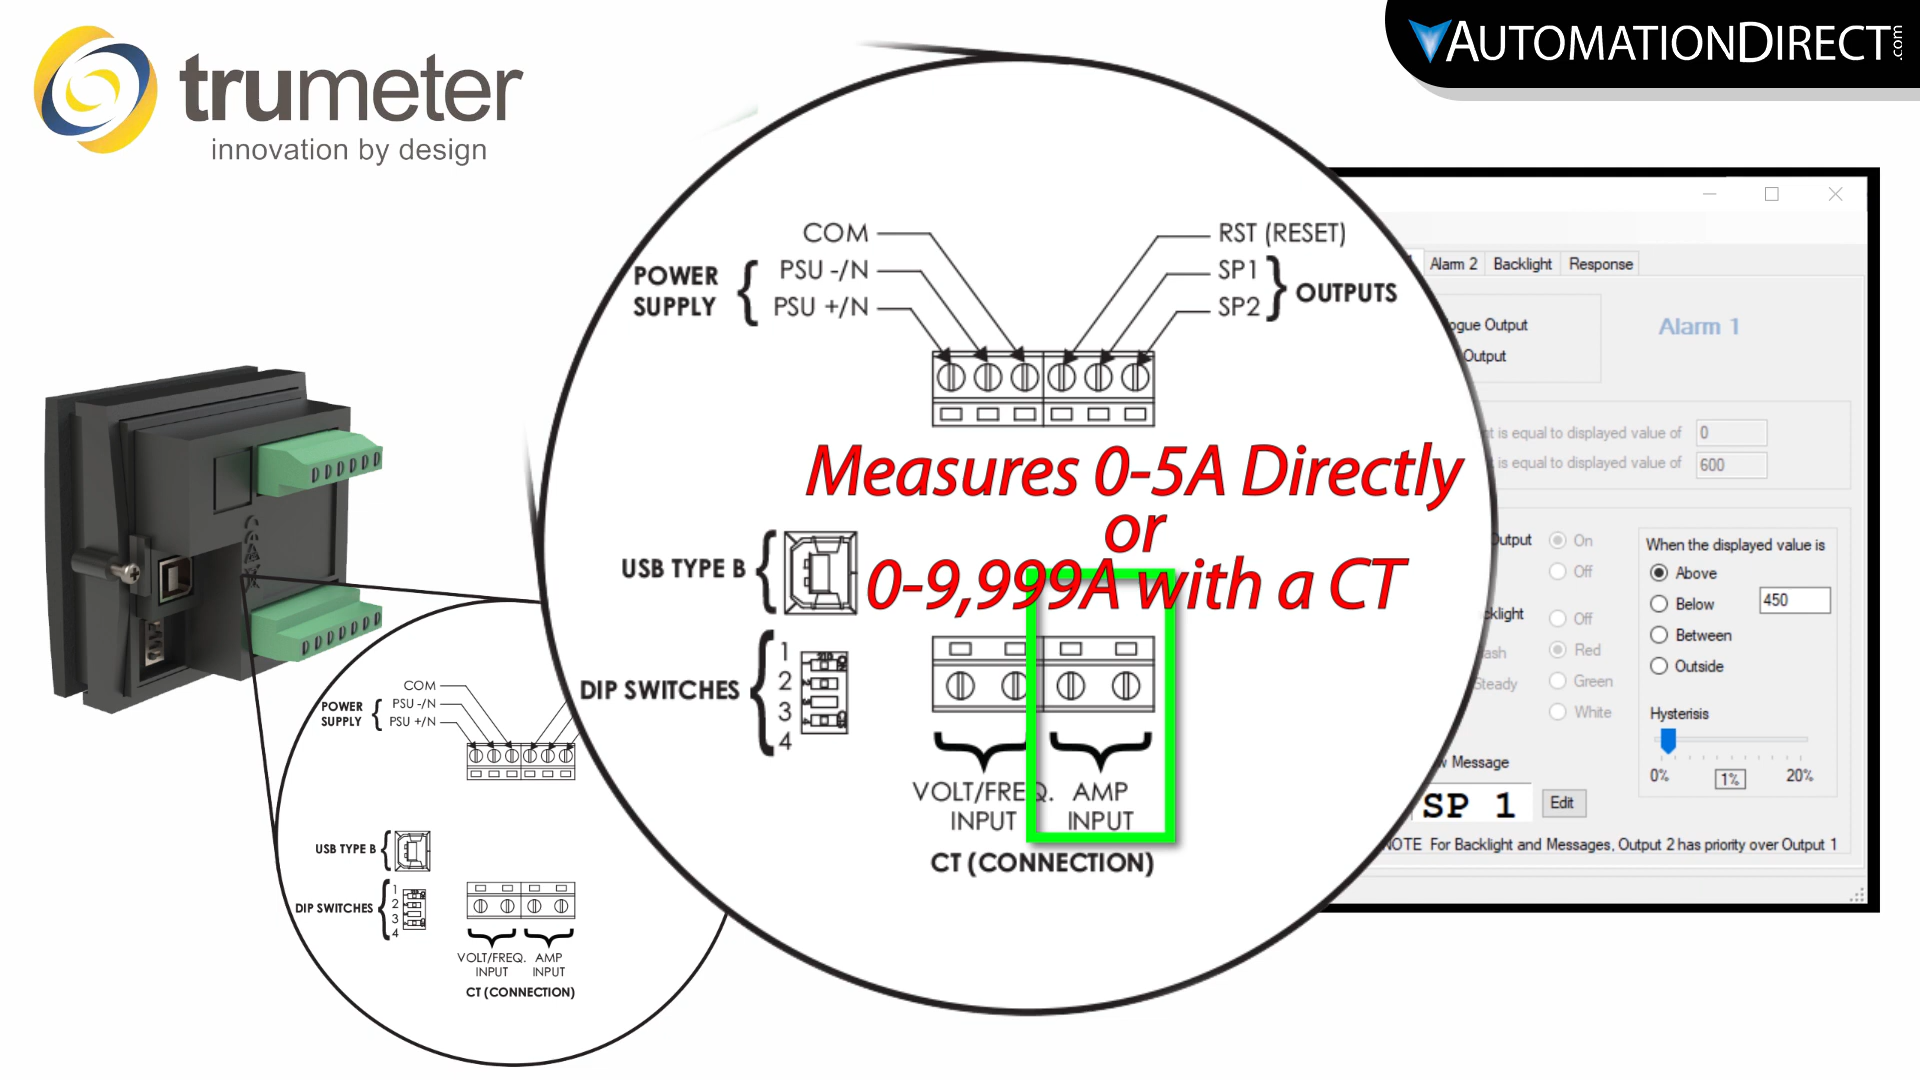 trumeter
innovation by design
AUTOMATIONDIRECT.com
COM
POWER SUPPLY
PSU -/N
PSU +/N
RST (RESET)
SP1
SP2
OUTPUTS
Measures 0-5A Directly
or
0-9,999A with a CT
USB TYPE B
DIP SWITCHES
1
2
3
4
VOLT/FREQ.
INPUT
AMP
INPUT
CT (CONNECTION)
COM
POWER SUPPLY
PSU -/N
PSU +/N
USB TYPE B
DIP SWITCHES
1
2
3
4
VOLT/FREQ.
INPUT
AMP
INPUT
CT (CONNECTION)
Alarm 2
Backlight
Response
Output
Alarm 1
Output
is equal to displayed value of
0
is equal to displayed value of
600
On
Off
Off
Red
Steady
Green
White
Message
SP 1
Edit
When the displayed value is
Above
Below
450
Between
Outside
Hysterisis
0%
1%
20%
NOTE For Backlight and Messages, Output 2 has priority over Output 1